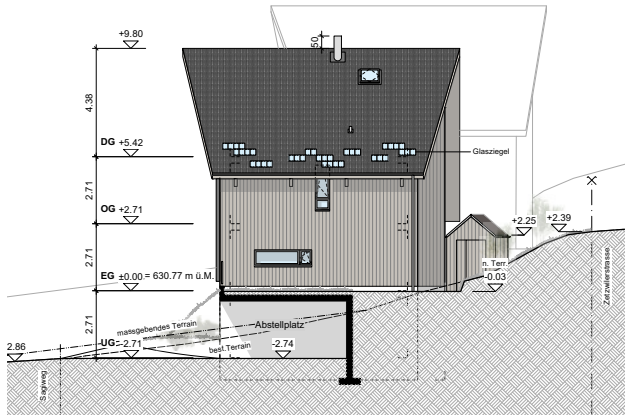 +9.80
50
4.38
DG +5.42
Glasziegel
2.71
OG +2.71
+2.25
+2.39
2.71
n. Terr.
-0.03
EG ±0.00 = 630.77 m ü.M.
Zetzwilerstrasse
2.71
massgebendes Terrain
Abstellplatz
2.86
UG -2.71
best.Terrain
-2.74
Sagiweg